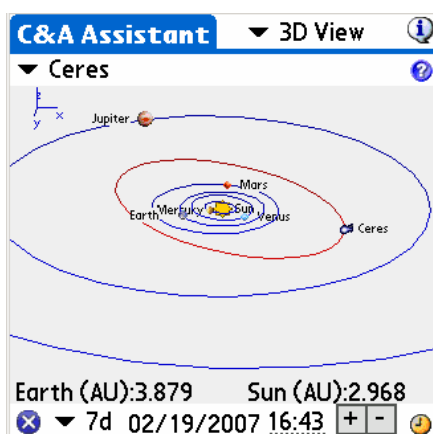 C&A Assistant 3D View
Ceres
z
y x
Jupiter
Mars
Earth Mercury Sun Venus
Ceres
Earth (AU):3.879 Sun (AU):2.968
7d 02/19/2007 16:43 + -